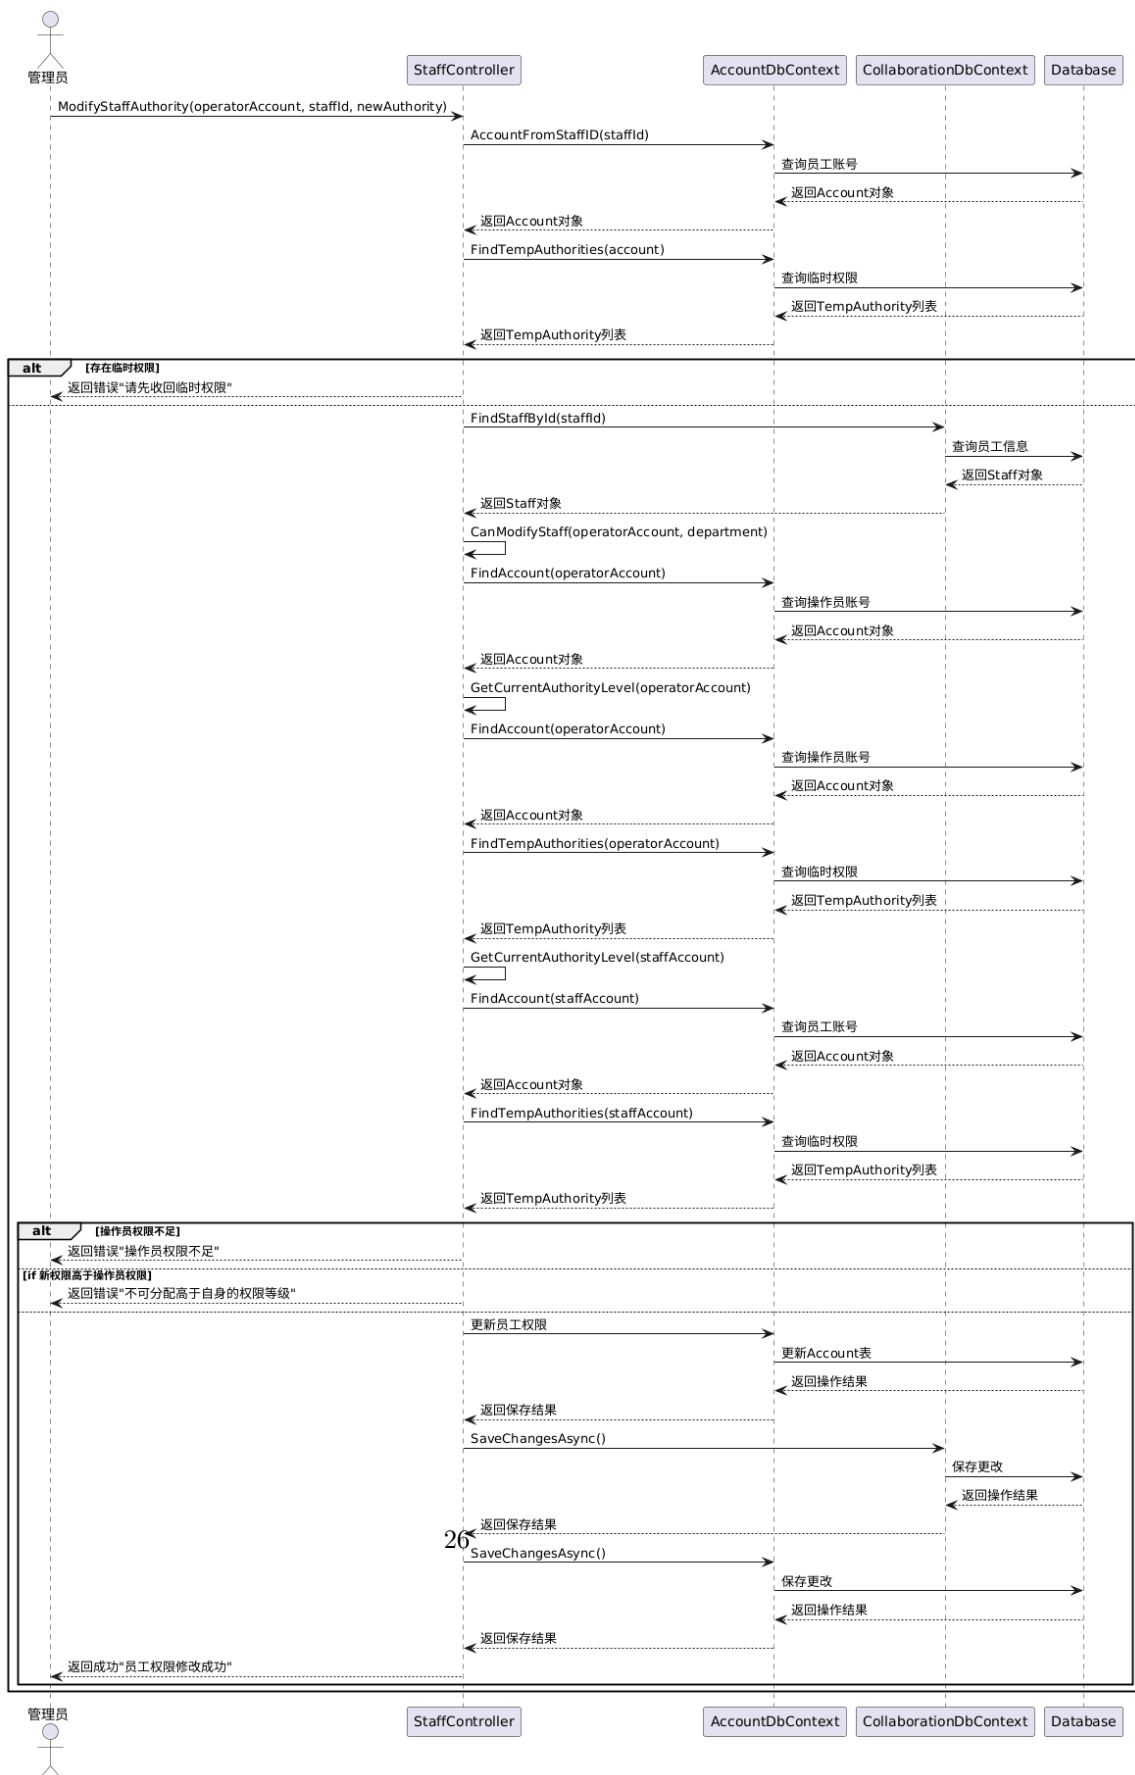 管理员
StaffController
AccountDbContext
CollaborationDbContext
Database
ModifyStaffAuthority(operatorAccount, staffId, newAuthority)
AccountFromStaffID(staffId)
查询员工账号
返回Account对象
返回Account对象
FindTempAuthorities(account)
查询临时权限
返回TempAuthority列表
返回TempAuthority列表
alt [存在临时权限]
返回错误"请先收回临时权限"
FindStaffById(staffId)
查询员工信息
返回Staff对象
返回Staff对象
CanModifyStaff(operatorAccount, department)
FindAccount(operatorAccount)
查询操作员账号
返回Account对象
返回Account对象
GetCurrentAuthorityLevel(operatorAccount)
FindAccount(operatorAccount)
查询操作员账号
返回Account对象
返回Account对象
FindTempAuthorities(operatorAccount)
查询临时权限
返回TempAuthority列表
返回TempAuthority列表
GetCurrentAuthorityLevel(staffAccount)
FindAccount(staffAccount)
查询员工账号
返回Account对象
返回Account对象
FindTempAuthorities(staffAccount)
查询临时权限
返回TempAuthority列表
返回TempAuthority列表
alt [操作员权限不足]
返回错误"操作员权限不足"
[if 新权限高于操作员权限]
返回错误"不可分配高于自身的权限等级"
更新员工权限
更新Account表
返回操作结果
返回保存结果
SaveChangesAsync()
保存更改
返回操作结果
返回保存结果
26
SaveChangesAsync()
保存更改
返回操作结果
返回保存结果
返回成功"员工权限修改成功"
管理员
StaffController
AccountDbContext
CollaborationDbContext
Database